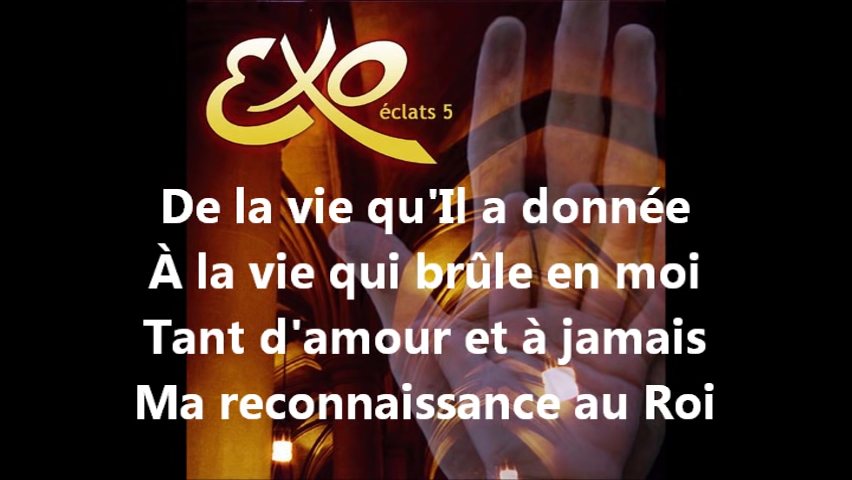 EXO
éclats 5
De la vie qu'Il a donnée
À la vie qui brûle en moi
Tant d'amour et à jamais
Ma reconnaissance au Roi